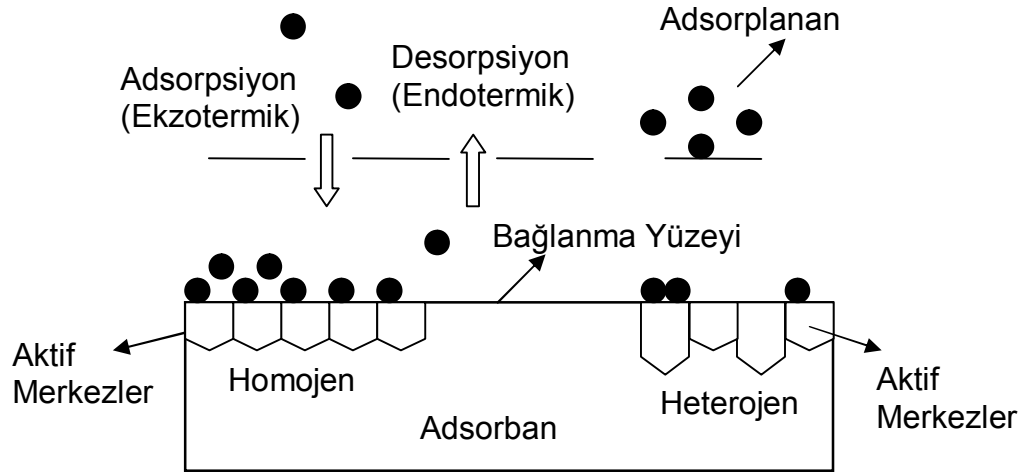 Adsorplanan
Desorpsiyon
(Endotermik)
Adsorpsiyon
(Ekzotermik)
Bağlanma Yüzeyi
Aktif
Merkezler
Homojen
Heterojen
Aktif
Merkezler
Adsorban